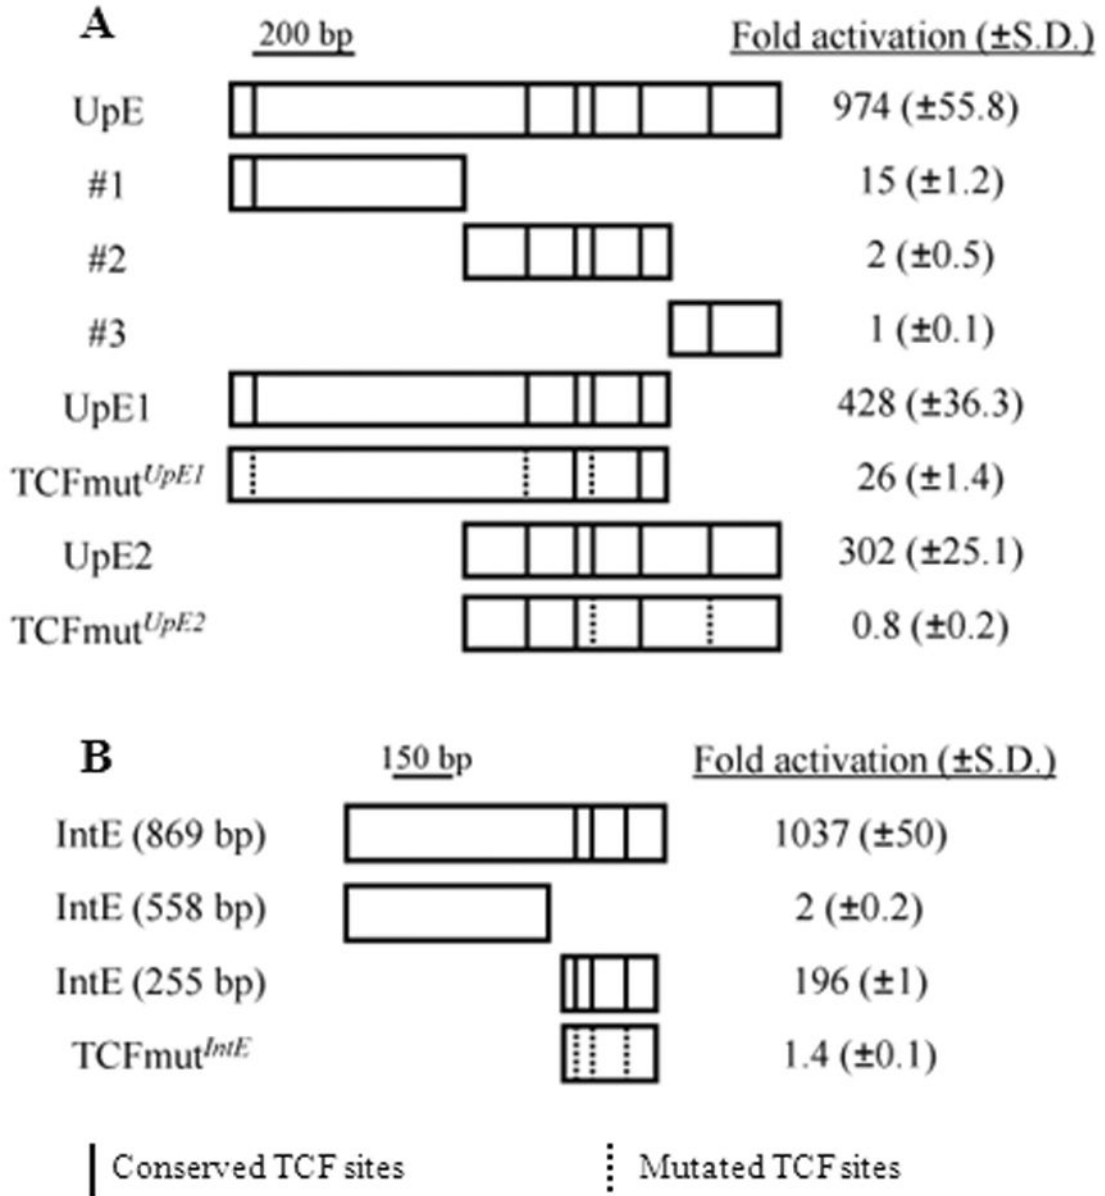 A
200 bp Fold activation (±S.D.)
UpE 974 (±55.8)
#1 15 (±1.2)
#2 2 (±0.5)
#3 1 (±0.1)
UpE1 428 (±36.3)
TCFmutUpE1 26 (±1.4)
UpE2 302 (±25.1)
TCFmutUpE2 0.8 (±0.2)
B 150 bp Fold activation (±S.D.)
IntE (869 bp) 1037 (±50)
IntE (558 bp) 2 (±0.2)
IntE (255 bp) 196 (±1)
TCFmutIntE 1.4 (±0.1)
Conserved TCF sites Mutated TCF sites